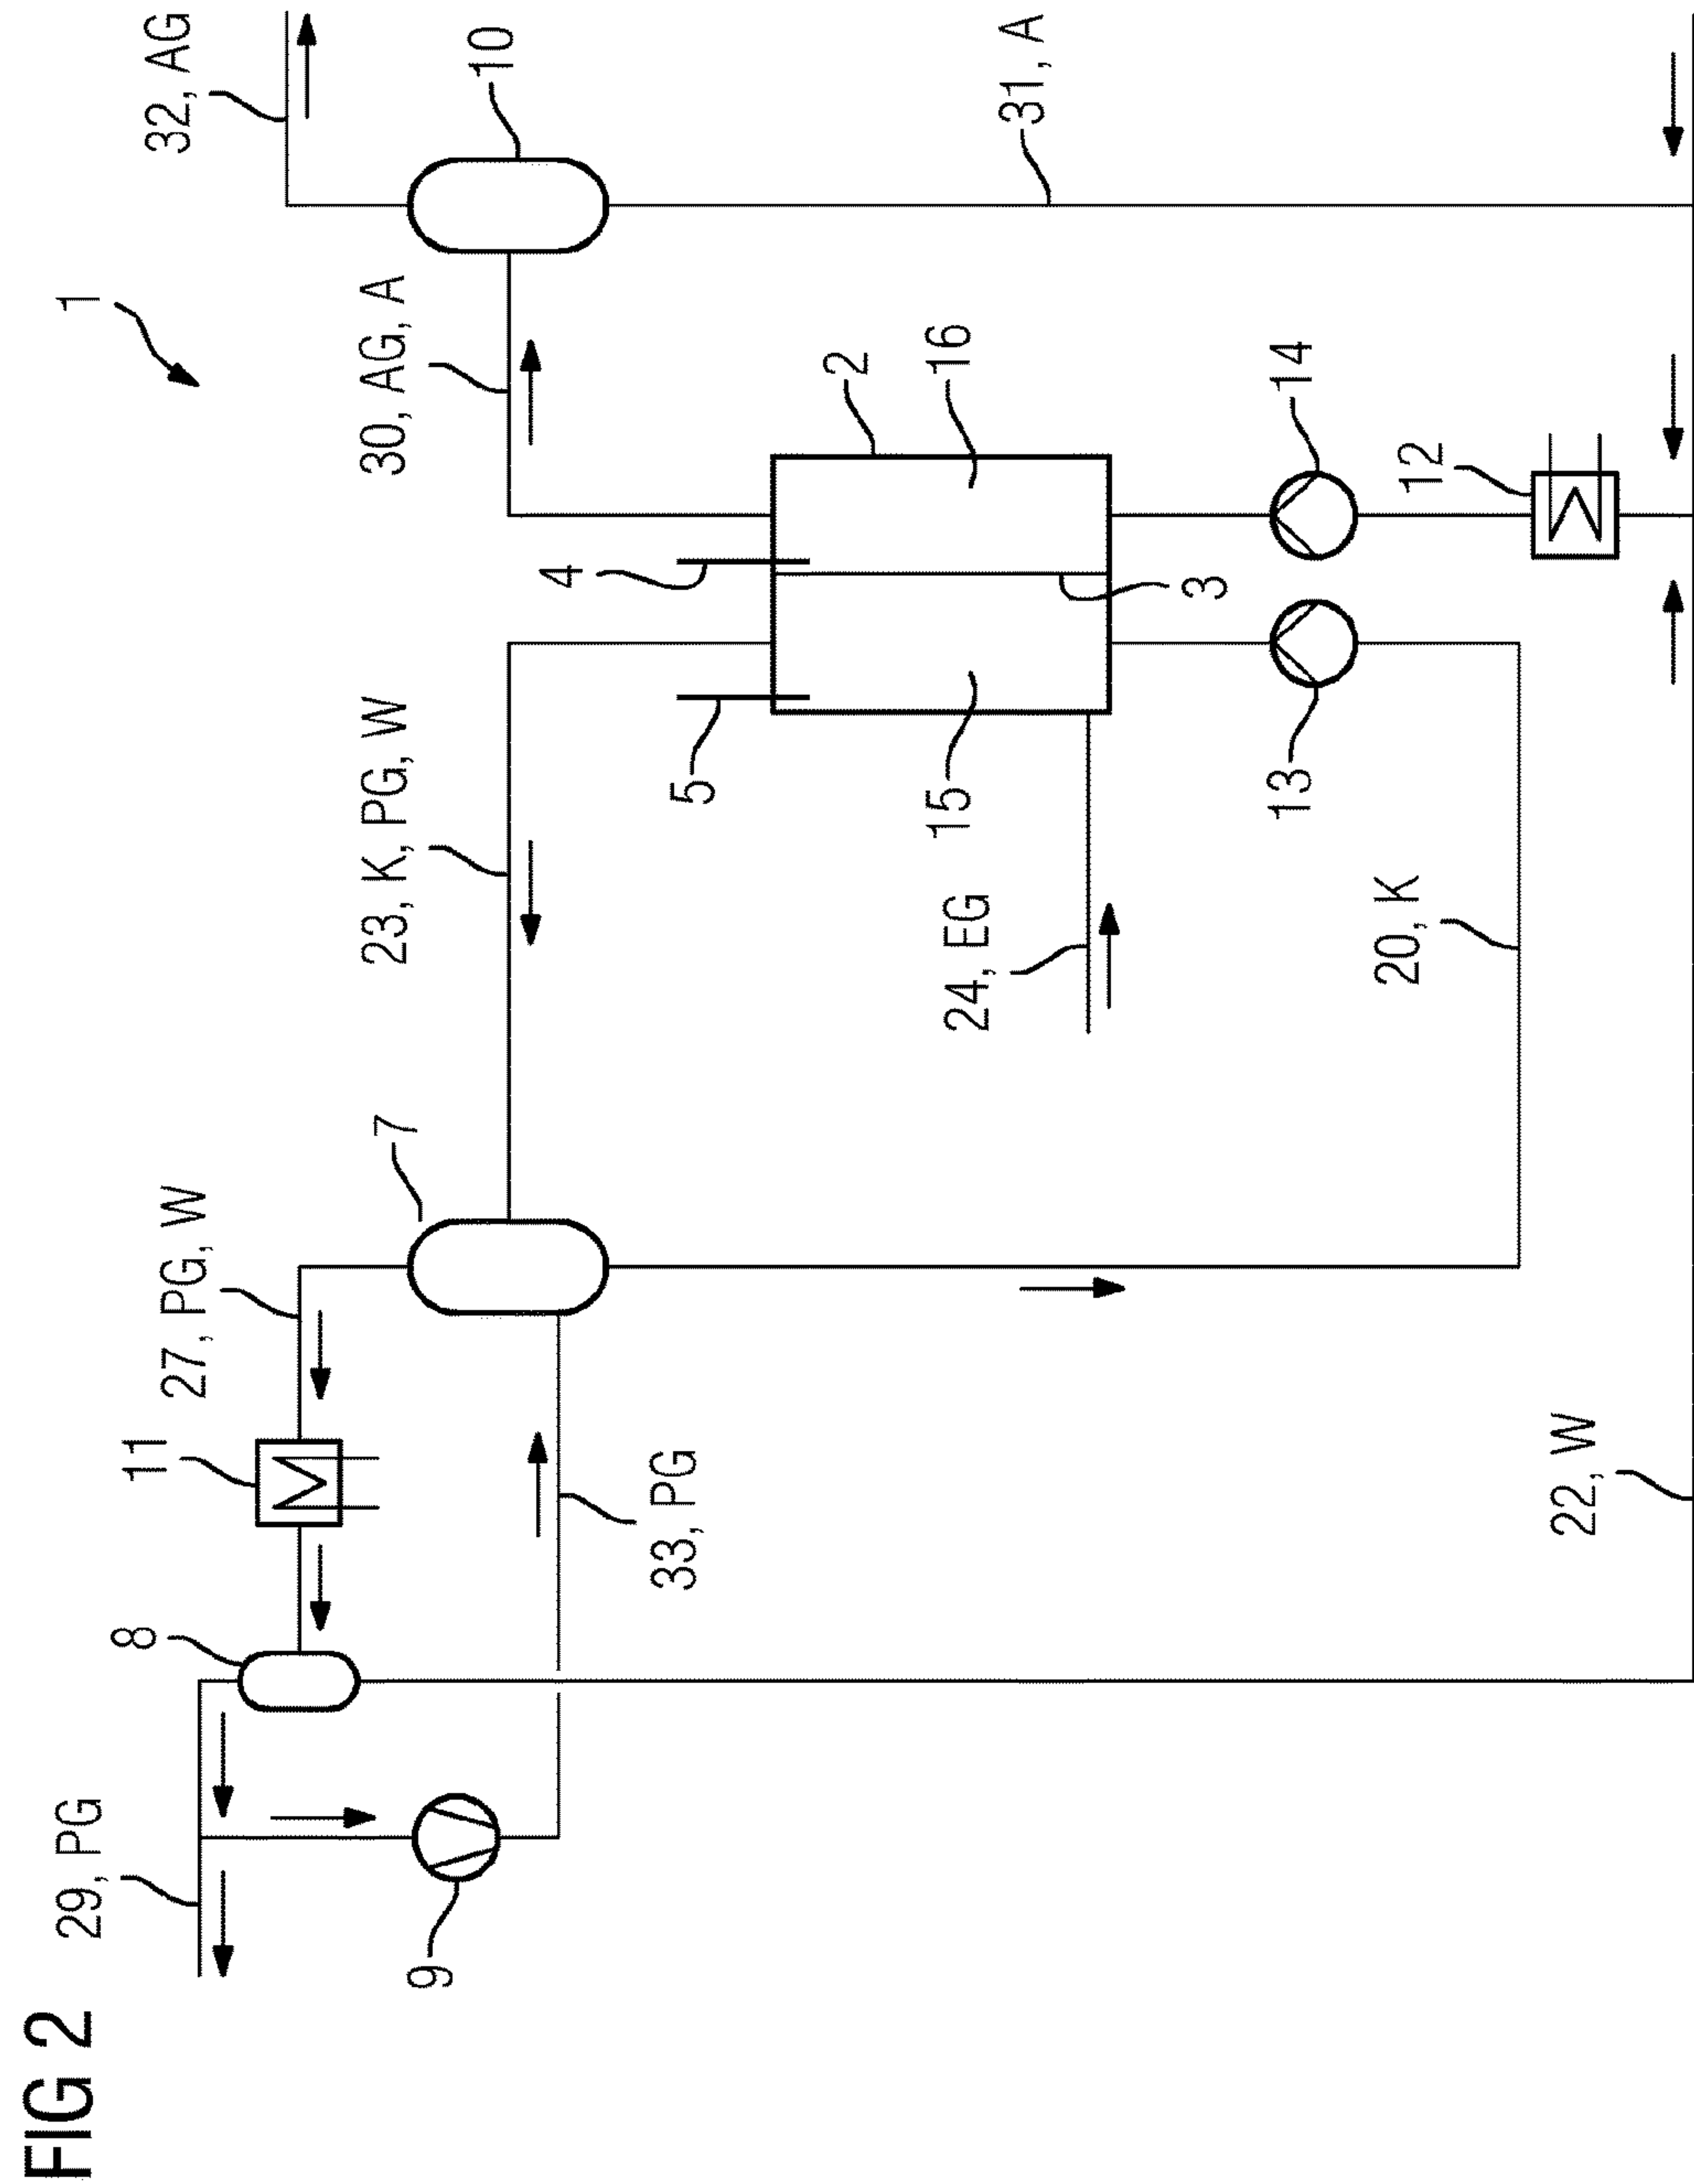 FIG 2
1
32, AG
10
30, AG, A
31, A
2
16
4
3
14
12
5
15
13
23, K, PG, W
24, EG
20, K
7
27, PG, W
11
33, PG
22, W
8
29, PG
9